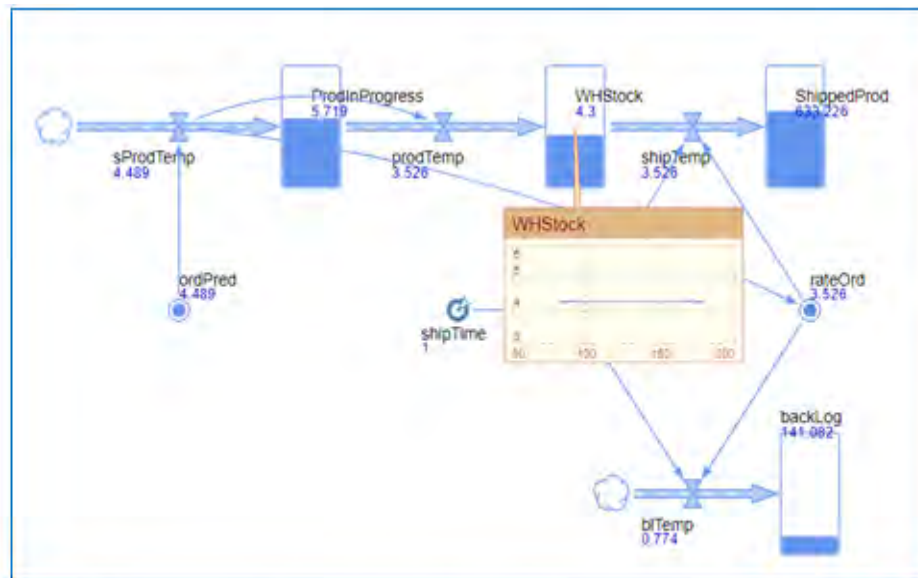 ProdInProgress
5.719
WHStock
4.3
ShippedProd
633.226
sProdTemp
4.489
prodTemp
3.526
shipTemp
3.526
WHStock
50 100 150 200
ordPred
4.489
shipTime
1
rateOrd
3.526
backLog
141.082
blTemp
0.774